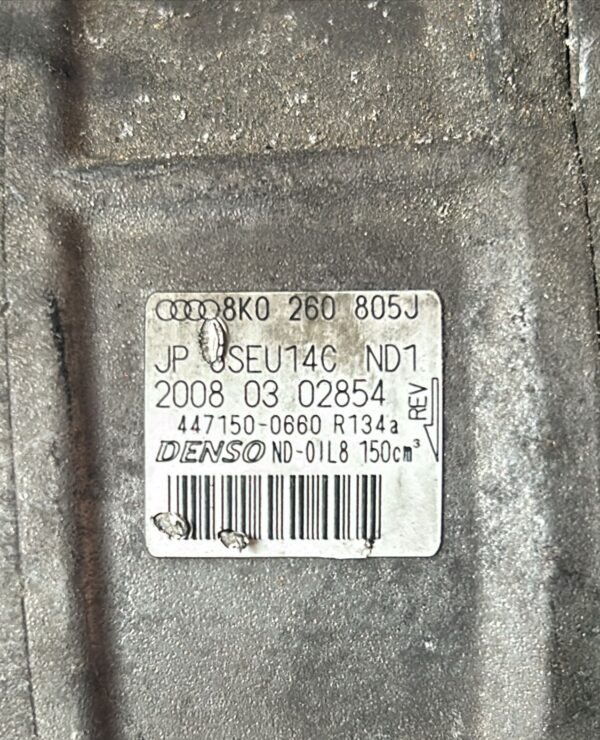 8K0 260 805J
JP 6SEU14C ND1
2008 03 02854
447150-0660 R134a
REV
DENSO ND-OIL8 150cm³